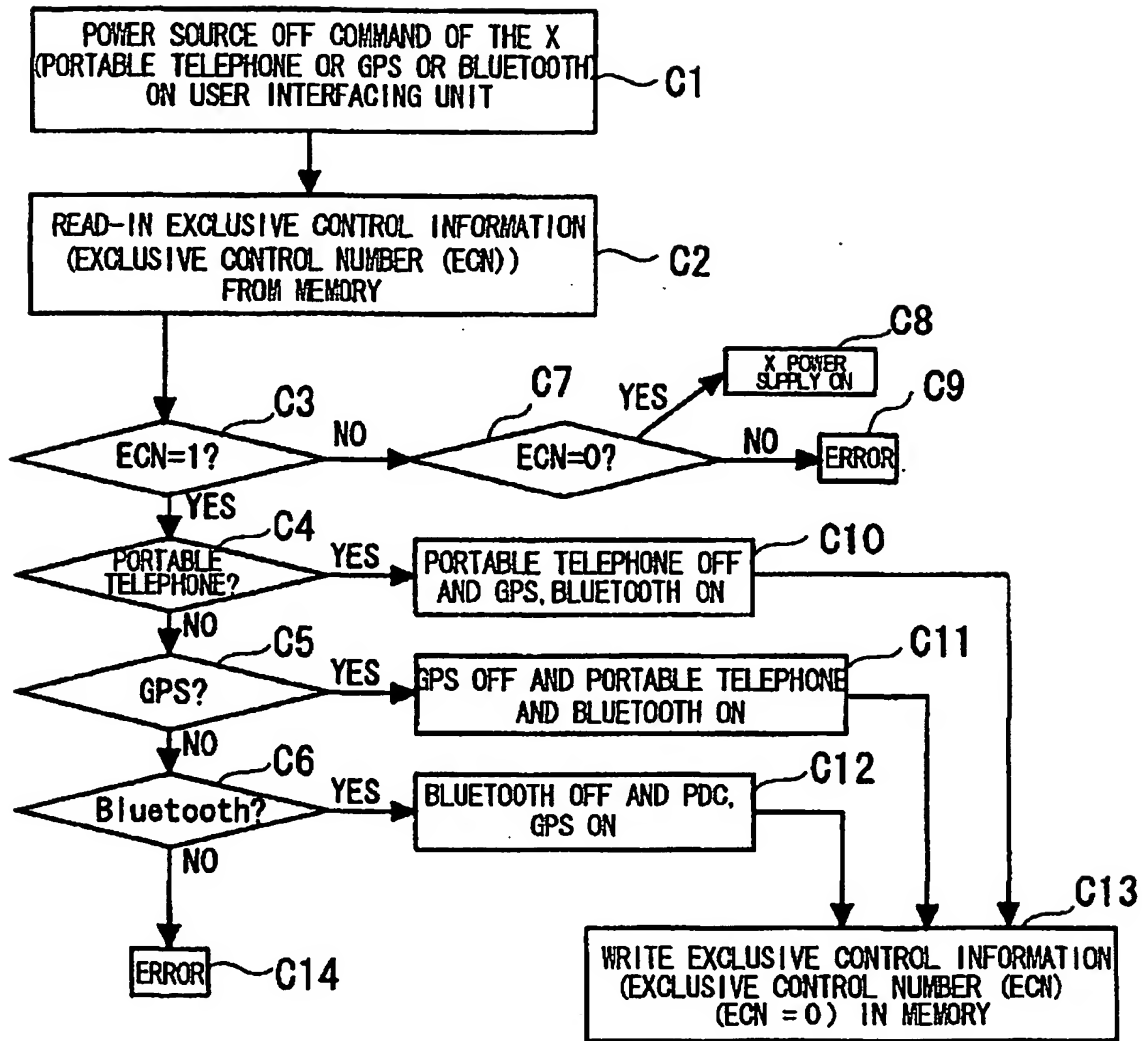 POWER SOURCE OFF COMMAND OF THE X
(PORTABLE TELEPHONE OR GPS OR BLUETOOTH)
ON USER INTERFACING UNIT
C1
READ-IN EXCLUSIVE CONTROL INFORMATION
(EXCLUSIVE CONTROL NUMBER (ECN))
FROM MEMORY
C2
C8
X POWER
SUPPLY ON
C3
ECN=1?
NO
C7
ECN=0?
YES
NO
C9
ERROR
YES
C4
PORTABLE
TELEPHONE?
YES
C10
PORTABLE TELEPHONE OFF
AND GPS, BLUETOOTH ON
NO
C5
GPS?
YES
C11
GPS OFF AND PORTABLE TELEPHONE
AND BLUETOOTH ON
NO
C6
Bluetooth?
YES
C12
BLUETOOTH OFF AND PDC,
GPS ON
NO
C14
ERROR
C13
WRITE EXCLUSIVE CONTROL INFORMATION
(EXCLUSIVE CONTROL NUMBER (ECN)
(ECN = 0) IN MEMORY